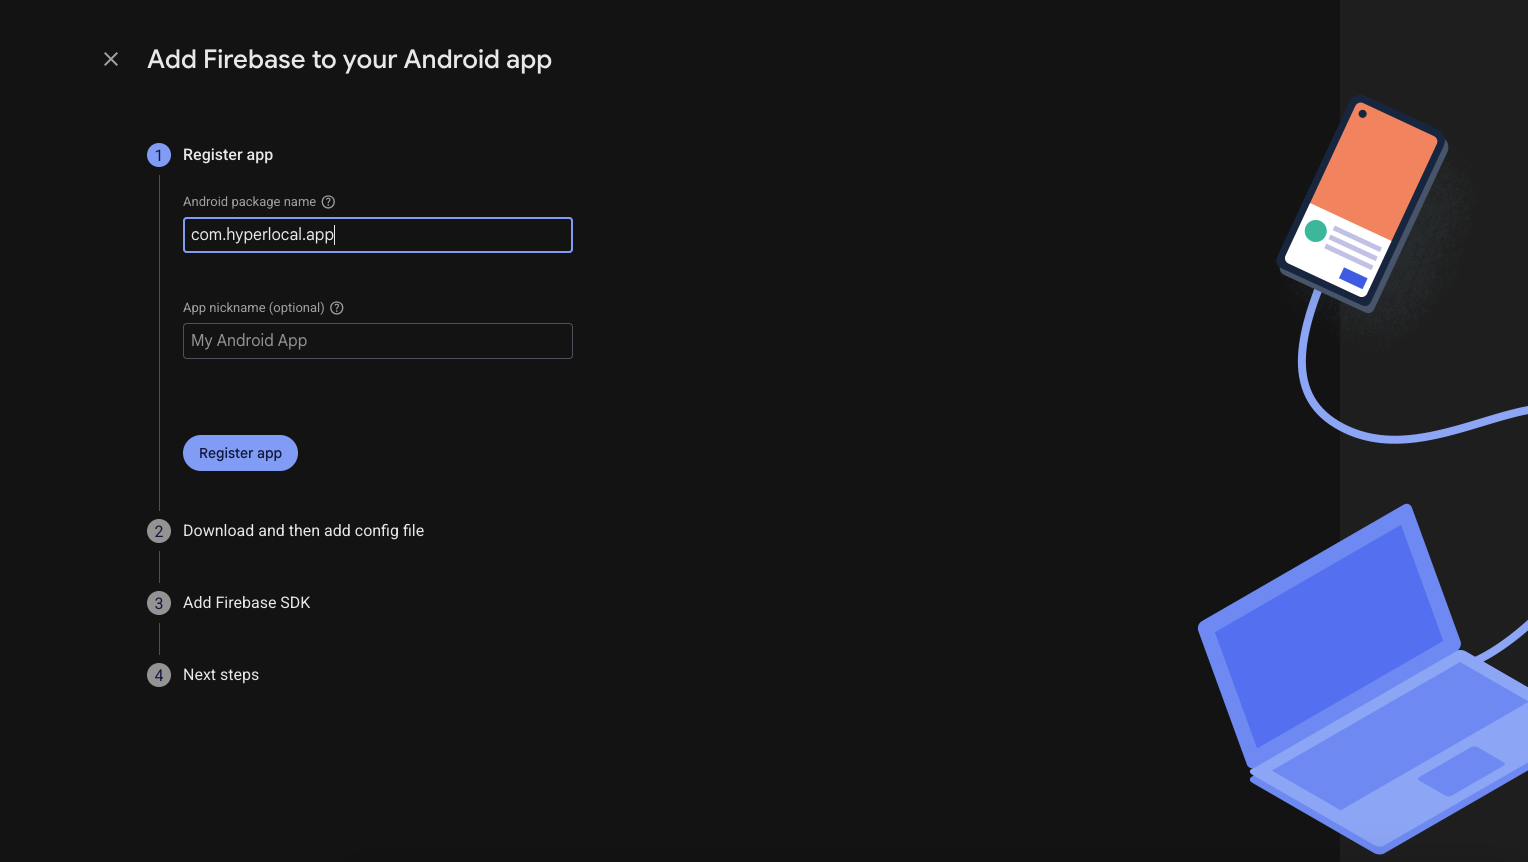 Add Firebase to your Android app
1 Register app
Android package name
com.hyperlocal.app
App nickname (optional)
My Android App
Register app
2 Download and then add config file
3 Add Firebase SDK
4 Next steps